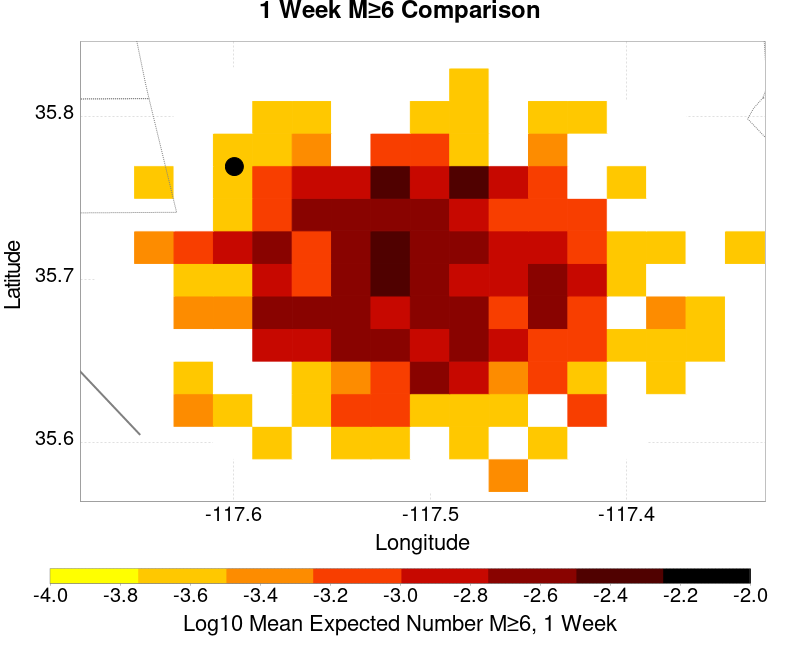 1 Week M≥6 Comparison
35.8
35.7
35.6
Latitude
-117.6 -117.5 -117.4
Longitude
-4.0 -3.8 -3.6 -3.4 -3.2 -3.0 -2.8 -2.6 -2.4 -2.2 -2.0
Log10 Mean Expected Number M≥6, 1 Week